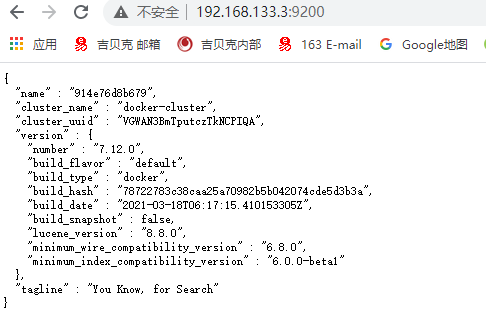 不安全 | 192.168.133.3:9200
应用 吉贝克 邮箱 吉贝克内部 163 E-mail Google地图
{
"name" : "914e76d8b679",
"cluster_name" : "docker-cluster",
"cluster_uuid" : "VGWAN3BmTputczTkNCPIQA",
"version" : {
"number" : "7.12.0",
"build_flavor" : "default",
"build_type" : "docker",
"build_hash" : "78722783c38caa25a70982b5b042074cde5d3b3a",
"build_date" : "2021-03-18T06:17:15.410153305Z",
"build_snapshot" : false,
"lucene_version" : "8.8.0",
"minimum_wire_compatibility_version" : "6.8.0",
"minimum_index_compatibility_version" : "6.0.0-beta1"
},
"tagline" : "You Know, for Search"
}